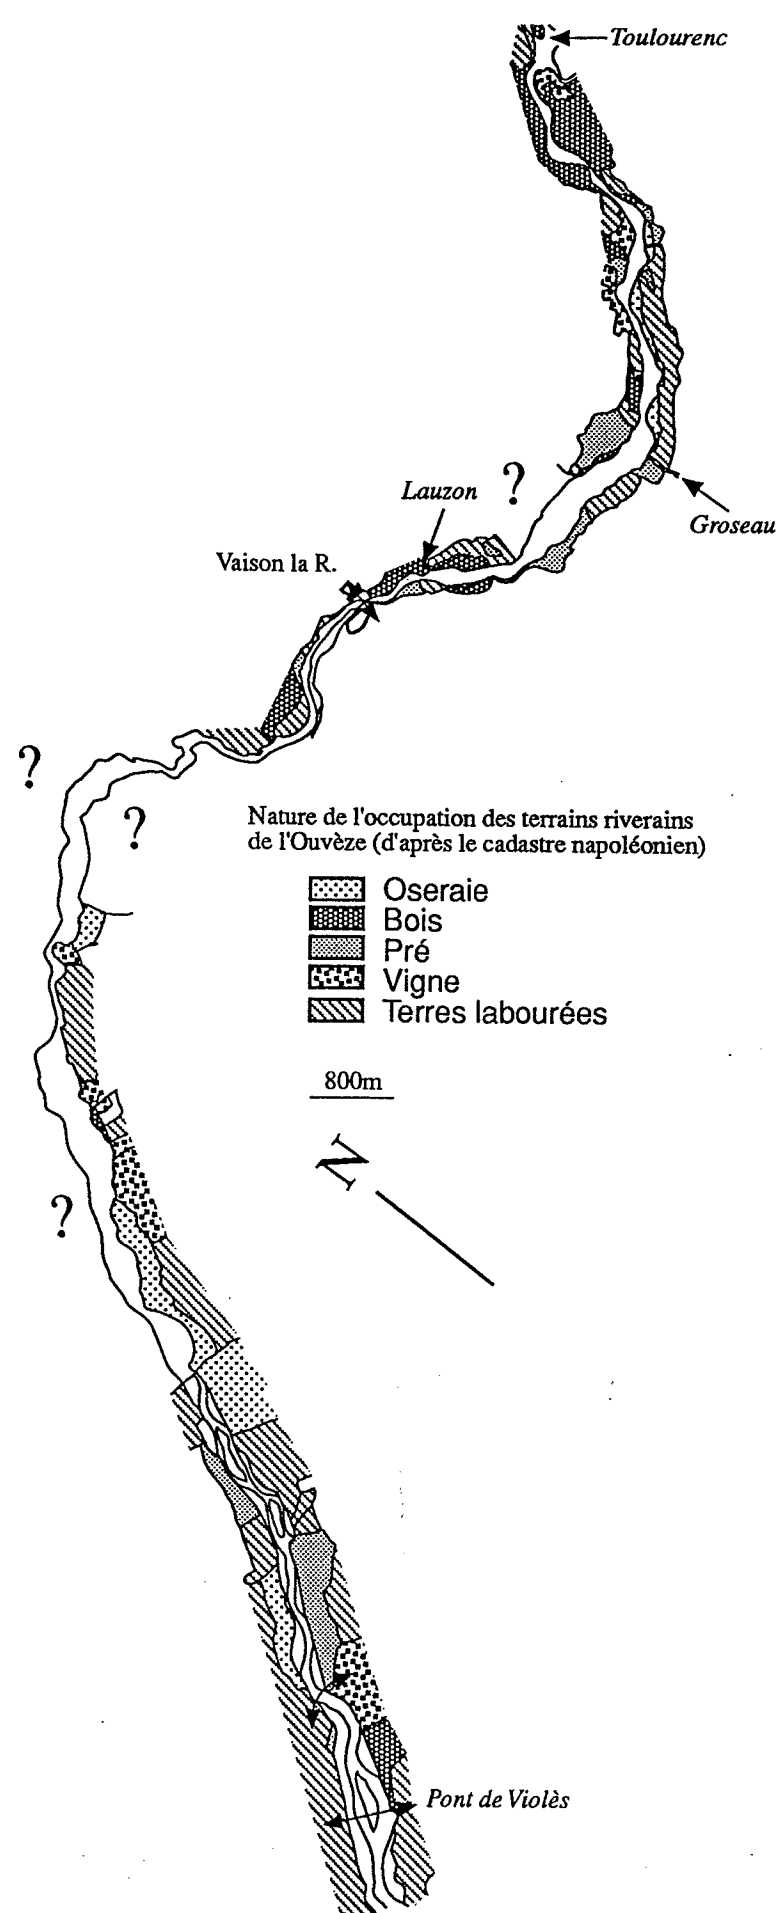 Toulourenc
?
Lauzon
Groseau
Vaison la R.
?
?
Nature de l'occupation des terrains riverains
de l'Ouvèze (d'après le cadastre napoléonien)
Oseraie
Bois
Pré
Vigne
Terres labourées
800m
N
?
Pont de Violès